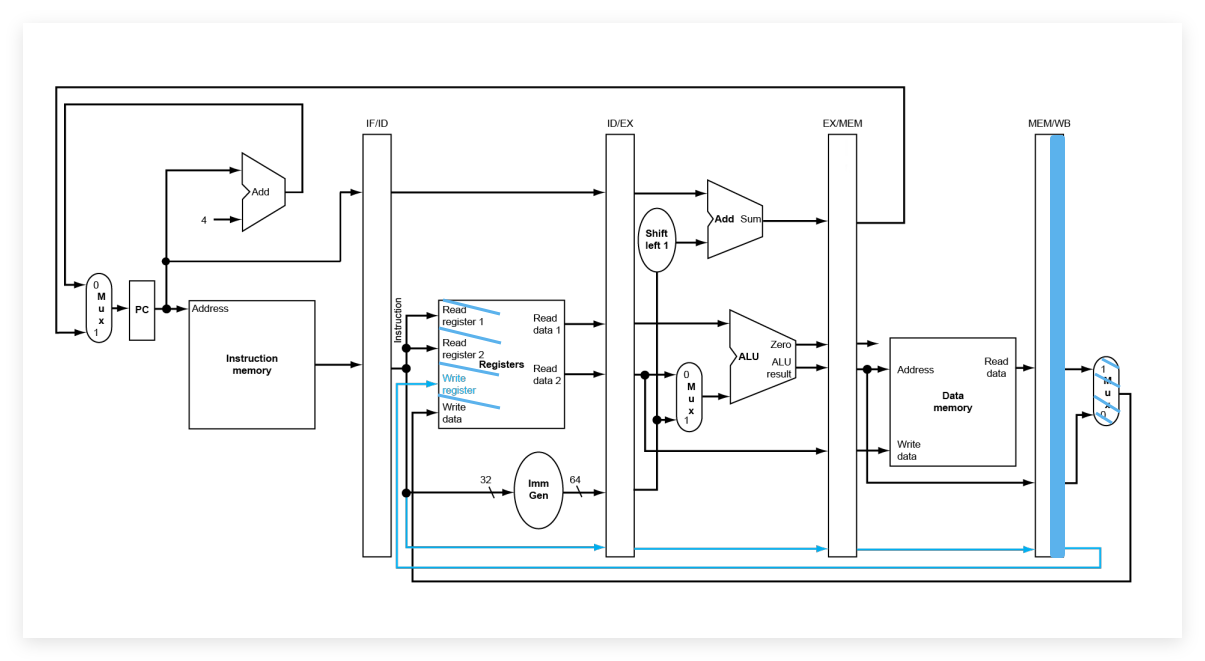 IF/ID
ID/EX
EX/MEM
MEM/WB
Add
4
Add Sum
Shift
left 1
0
M
u
x
1
PC
Address
Instruction
memory
Instruction
Read
register 1
Read
register 2
Registers
Write
register
Write
data
Read
data 1
Read
data 2
0
M
u
x
1
Zero
ALU
ALU
result
Address
Read
data
Data
memory
Write
data
1
M
u
x
0
32
Imm
Gen
64